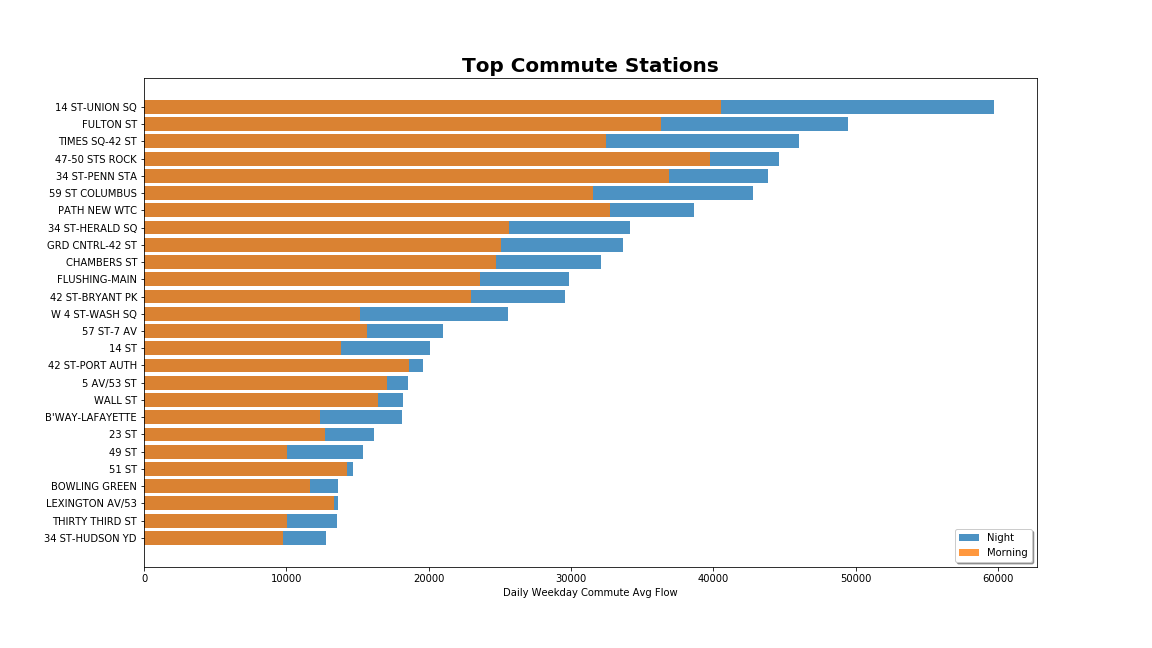 Top Commute Stations
14 ST-UNION SQ
FULTON ST
TIMES SQ-42 ST
47-50 STS ROCK
34 ST-PENN STA
59 ST COLUMBUS
PATH NEW WTC
34 ST-HERALD SQ
GRD CNTRL-42 ST
CHAMBERS ST
FLUSHING-MAIN
42 ST-BRYANT PK
W 4 ST-WASH SQ
57 ST-7 AV
14 ST
42 ST-PORT AUTH
5 AV/53 ST
WALL ST
B'WAY-LAFAYETTE
23 ST
49 ST
51 ST
BOWLING GREEN
LEXINGTON AV/53
THIRTY THIRD ST
34 ST-HUDSON YD
Night
Morning
0 10000 20000 30000 40000 50000 60000
Daily Weekday Commute Avg Flow